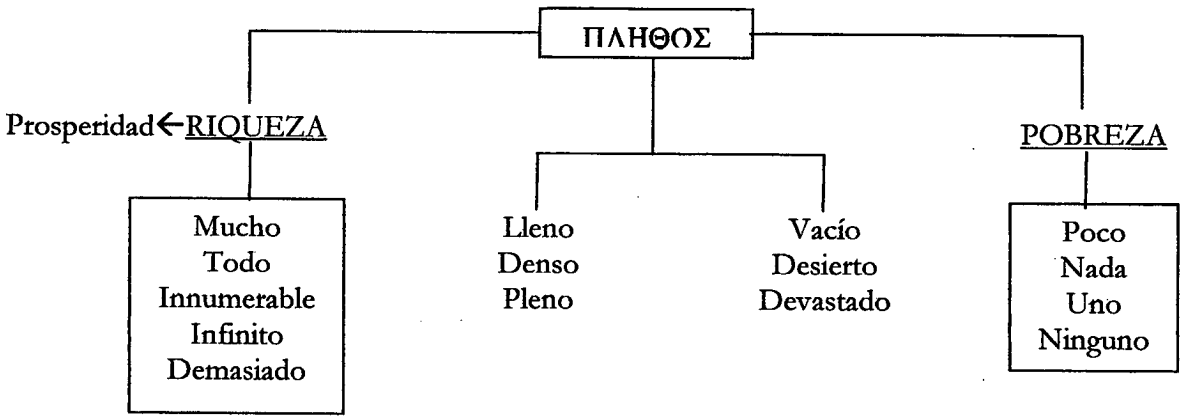 ΠΛΗΘΟΣ
Prosperidad←RIQUEZA
POBREZA
Mucho
Todo
Innumerable
Infinito
Demasiado
Lleno
Denso
Pleno
Vacío
Desierto
Devastado
Poco
Nada
Uno
Ninguno